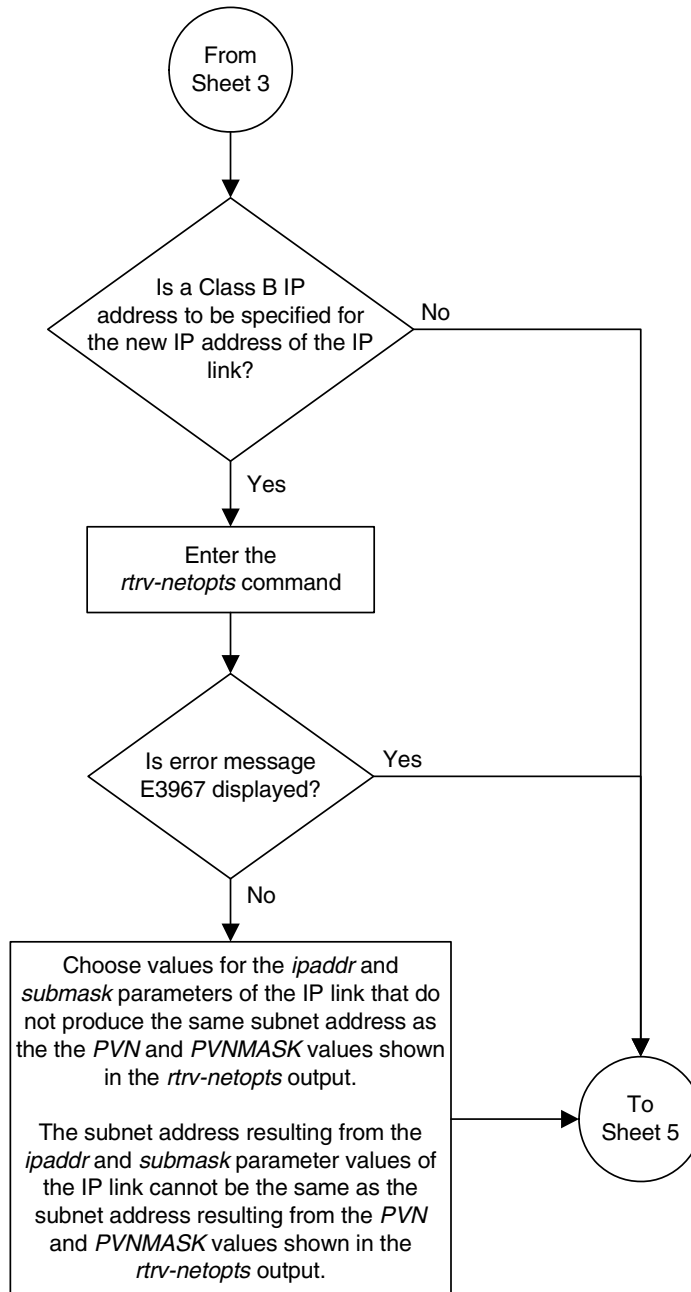 From
Sheet 3
Is a Class B IP
address to be specified for
the new IP address of the IP
link?
No
Yes
Enter the
rtrv-netopts command
Is error message
E3967 displayed?
Yes
No
Choose values for the ipaddr and
submask parameters of the IP link that do
not produce the same subnet address as
the the PVN and PVNMASK values shown
in the rtrv-netopts output.
The subnet address resulting from the
ipaddr and submask parameter values of
the IP link cannot be the same as the
subnet address resulting from the PVN
and PVNMASK values shown in the
rtrv-netopts output.
To
Sheet 5